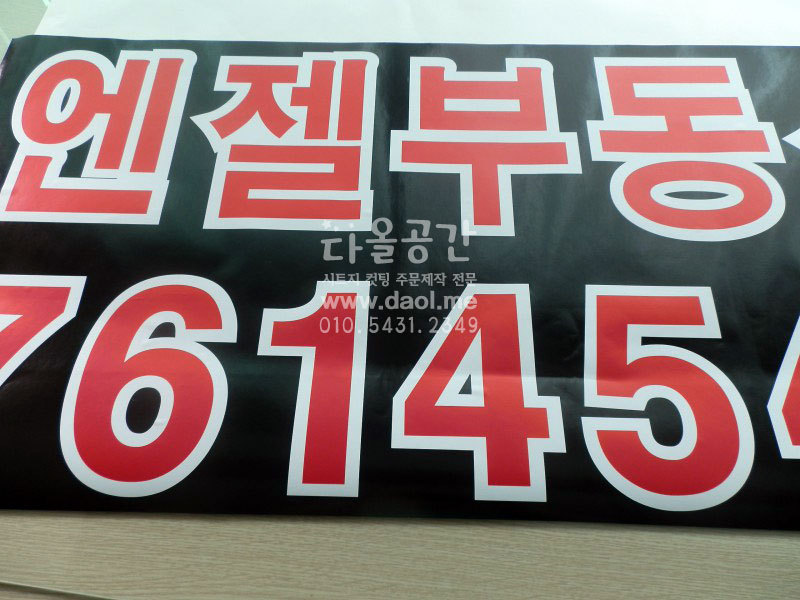 엔젤부동
761454
다올공간
시트지 컷팅 주문제작 전문
www.daol.me
010.5431.2349